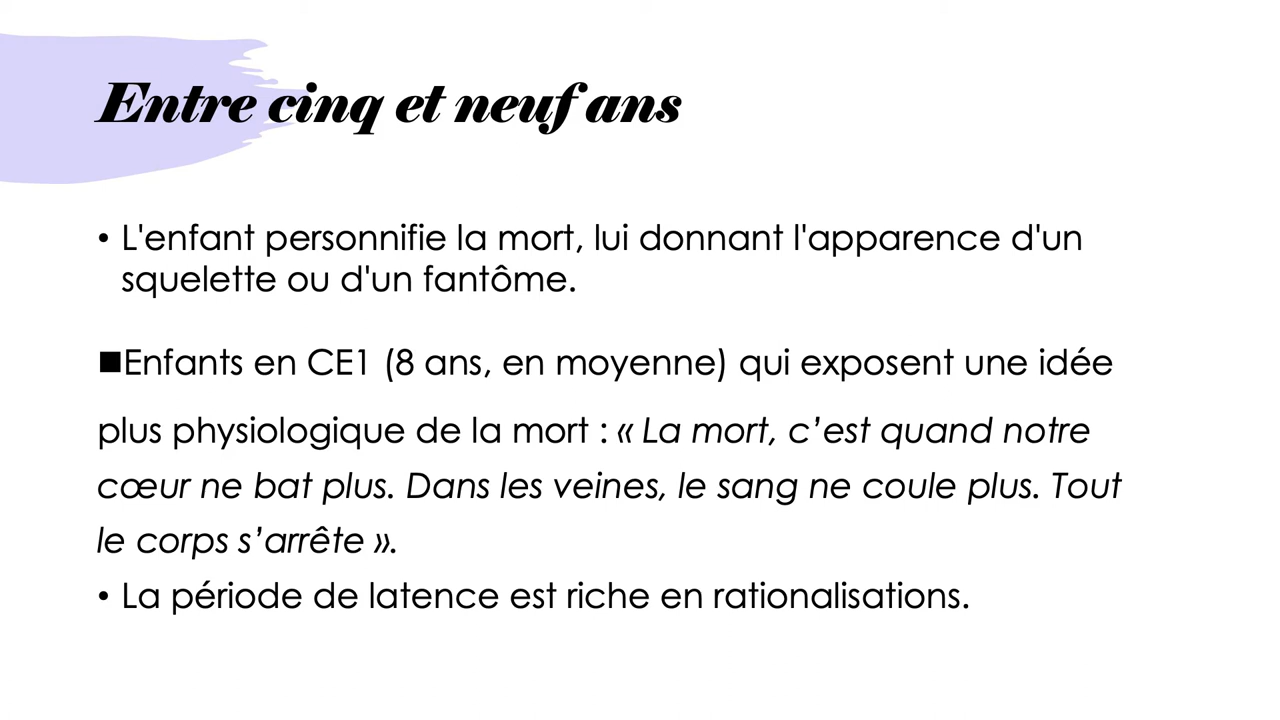 Entre cinq et neuf ans
• L'enfant personnifie la mort, lui donnant l'apparence d'un
squelette ou d'un fantôme.
■Enfants en CE1 (8 ans, en moyenne) qui exposent une idée
plus physiologique de la mort : « La mort, c’est quand notre
cœur ne bat plus. Dans les veines, le sang ne coule plus. Tout
le corps s’arrête ».
• La période de latence est riche en rationalisations.